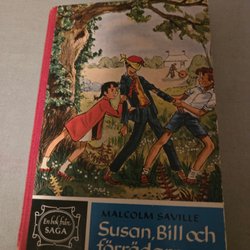 MALCOLM SAVILLE
Susan, Bill och
En bok från
SAGA